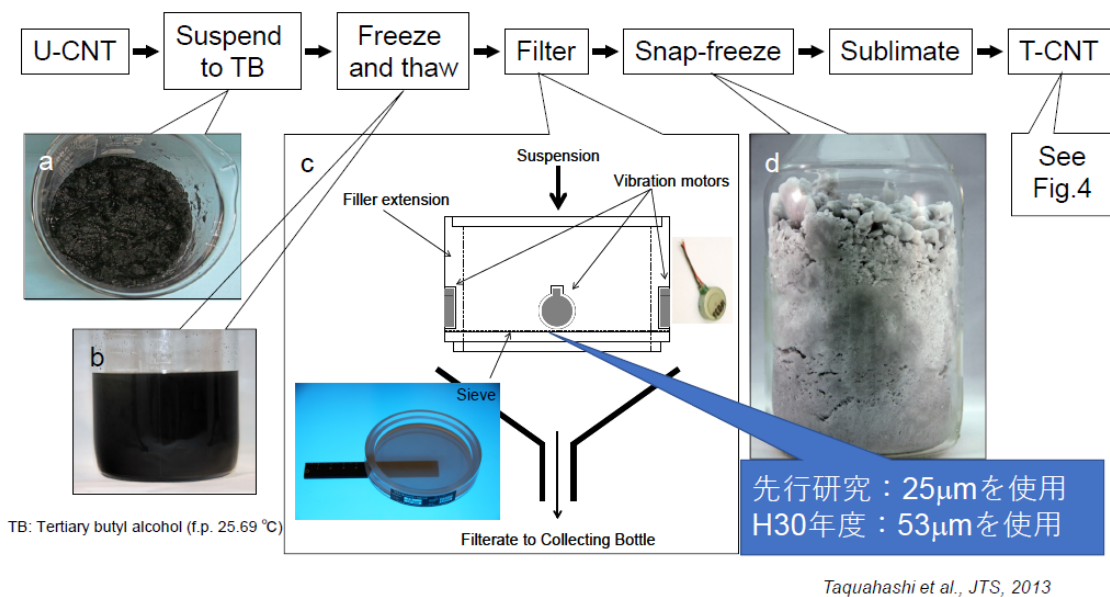 U-CNT
Suspend
to TB
Freeze
and thaw
Filter
Snap-freeze
Sublimate
T-CNT
See
Fig.4
a
b
TB: Tertiary butyl alcohol (f.p. 25.69 ℃)
c
Suspension
Vibration motors
Filler extension
Sieve
Filterate to Collecting Bottle
d
先行研究：25μmを使用
H30年度：53μmを使用
Taquahashi et al., JTS, 2013